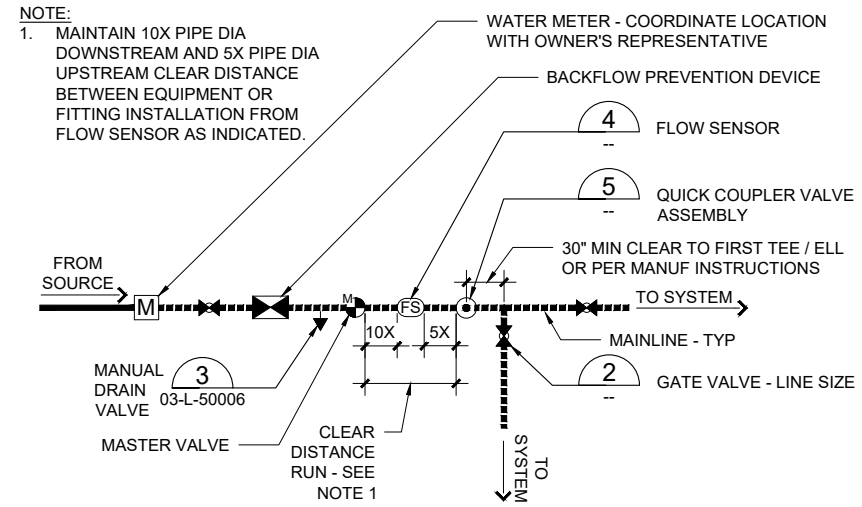 NOTE:
1. MAINTAIN 10X PIPE DIA
DOWNSTREAM AND 5X PIPE DIA
UPSTREAM CLEAR DISTANCE
BETWEEN EQUIPMENT OR
FITTING INSTALLATION FROM
FLOW SENSOR AS INDICATED.
WATER METER - COORDINATE LOCATION
WITH OWNER'S REPRESENTATIVE
BACKFLOW PREVENTION DEVICE
4
--
FLOW SENSOR
5
--
QUICK COUPLER VALVE
ASSEMBLY
30" MIN CLEAR TO FIRST TEE / ELL
OR PER MANUF INSTRUCTIONS
FROM
SOURCE
TO SYSTEM
M
M
FS
10X
5X
MAINLINE - TYP
MANUAL
DRAIN
VALVE
3
03-L-50006
2
--
GATE VALVE - LINE SIZE
MASTER VALVE
CLEAR
DISTANCE
RUN - SEE
NOTE 1
TO
SYSTEM